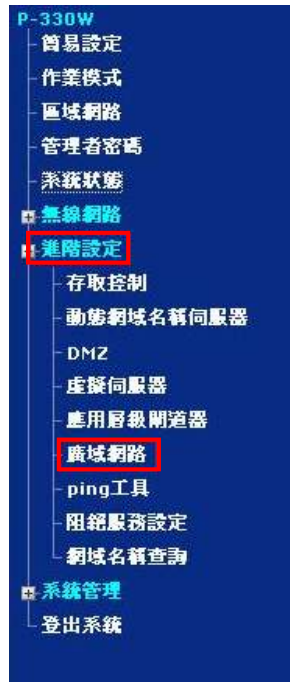 P-330W
簡易設定
作業模式
區域網路
管理者密碼
系統狀態
無線網路
進階設定
存取控制
動態網域名稱伺服器
DMZ
虛擬伺服器
應用層級閘道器
廣域網路
ping工具
阻絕服務設定
網域名稱查詢
系統管理
登出系統